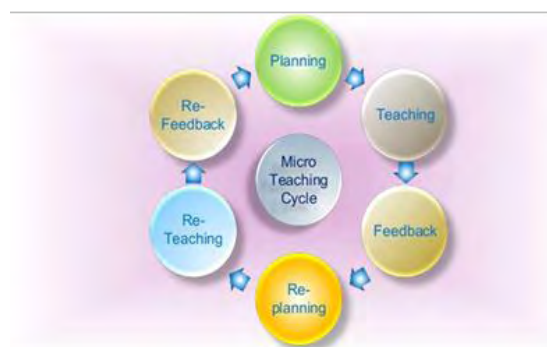 Planning
Teaching
Feedback
Re-
planning
Re-
Teaching
Re-
Feedback
Micro
Teaching
Cycle